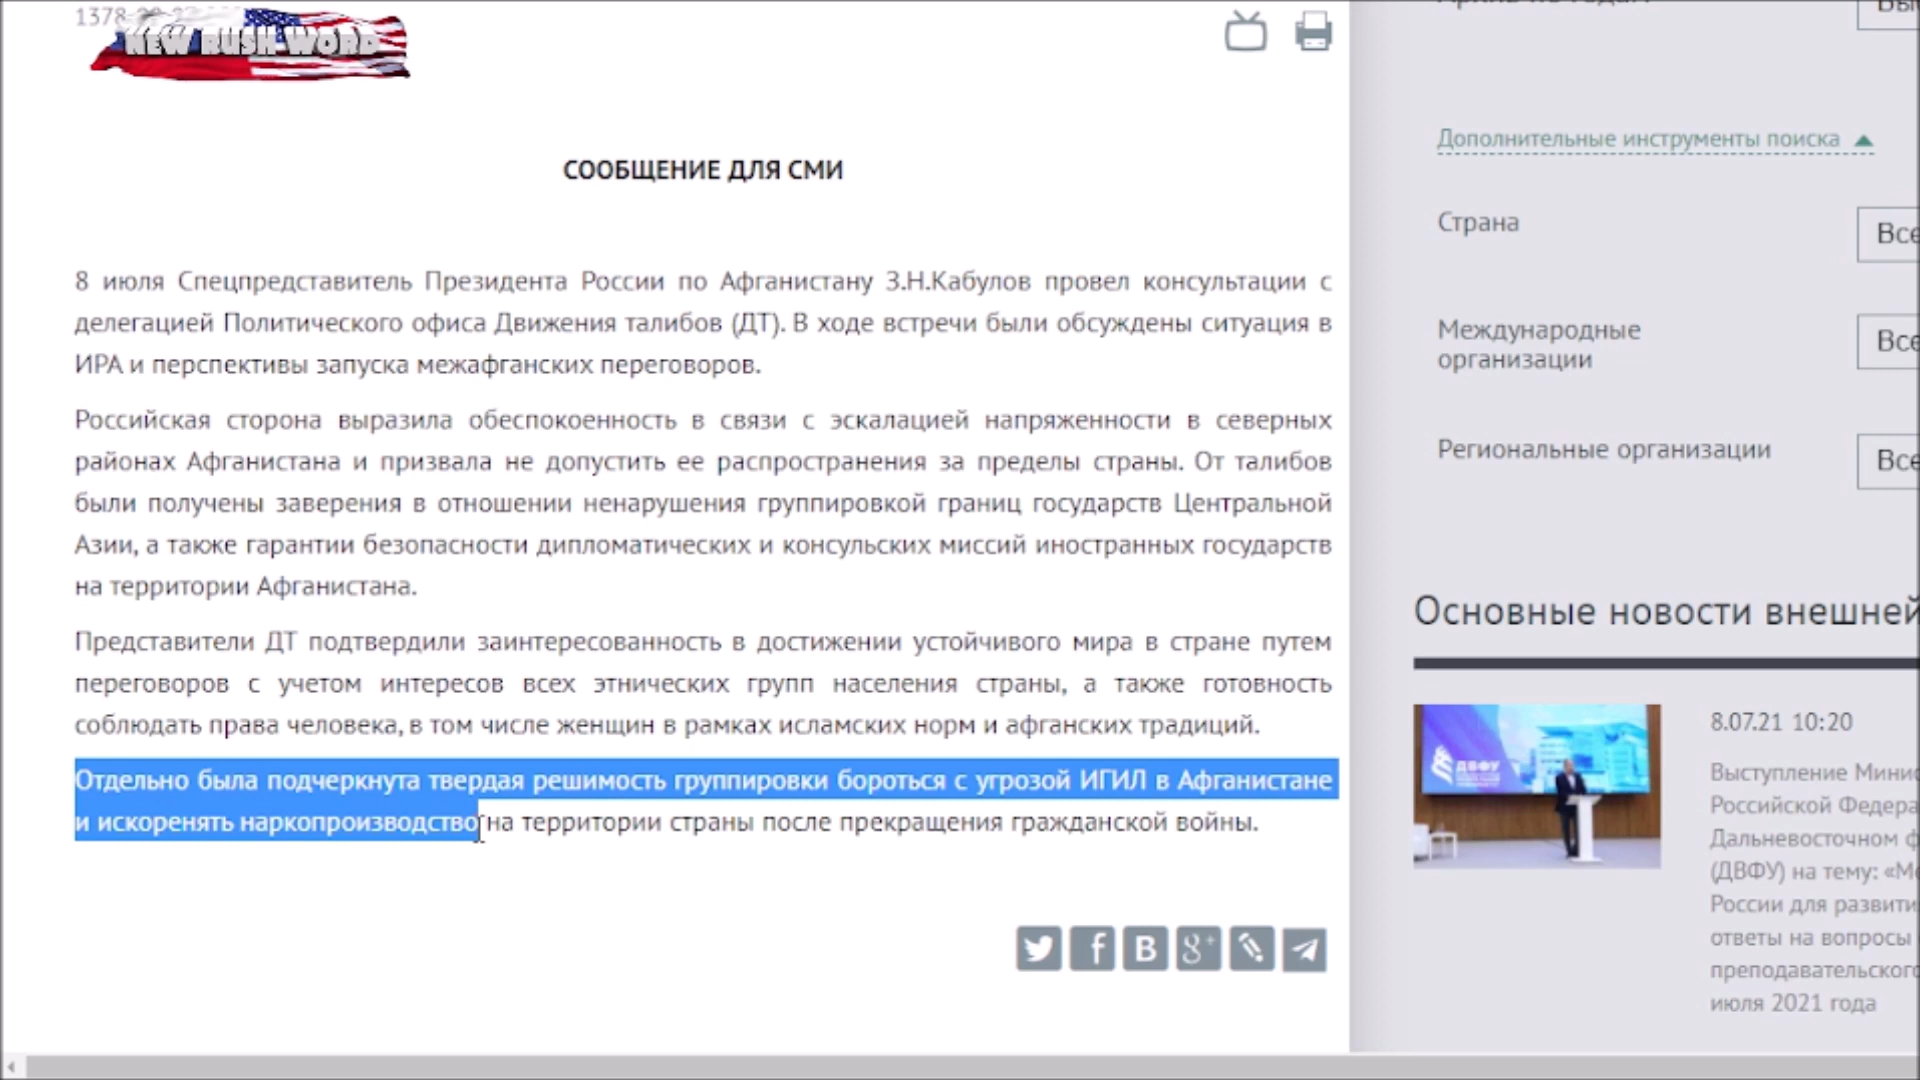 1378
NEW RUSH WORD
СООБЩЕНИЕ ДЛЯ СМИ
8 июля Спецпредставитель Президента России по Афганистану З.Н.Кабулов провел консультации с
делегацией Политического офиса Движения талибов (ДТ). В ходе встречи были обсуждены ситуация в
ИРА и перспективы запуска межафганских переговоров.
Российская сторона выразила обеспокоенность в связи с эскалацией напряженности в северных
районах Афганистана и призвала не допустить ее распространения за пределы страны. От талибов
были получены заверения в отношении ненарушения группировкой границ государств Центральной
Азии, а также гарантии безопасности дипломатических и консульских миссий иностранных государств
на территории Афганистана.
Представители ДТ подтвердили заинтересованность в достижении устойчивого мира в стране путем
переговоров с учетом интересов всех этнических групп населения страны, а также готовность
соблюдать права человека, в том числе женщин в рамках исламских норм и афганских традиций.
Отдельно была подчеркнута твердая решимость группировки бороться с угрозой ИГИЛ в Афганистане
и искоренять наркопроизводство на территории страны после прекращения гражданской войны.
Дополнительные инструменты поиска
Страна
Все
Международные
организации
Все
Региональные организации
Все
Основные новости внешней
ДВФУ
8.07.21 10:20
Выступление Минис
Российской Федера
Дальневосточном ф
(ДВФУ) на тему: «М
России для развити
ответы на вопросы
преподавательского
июля 2021 года